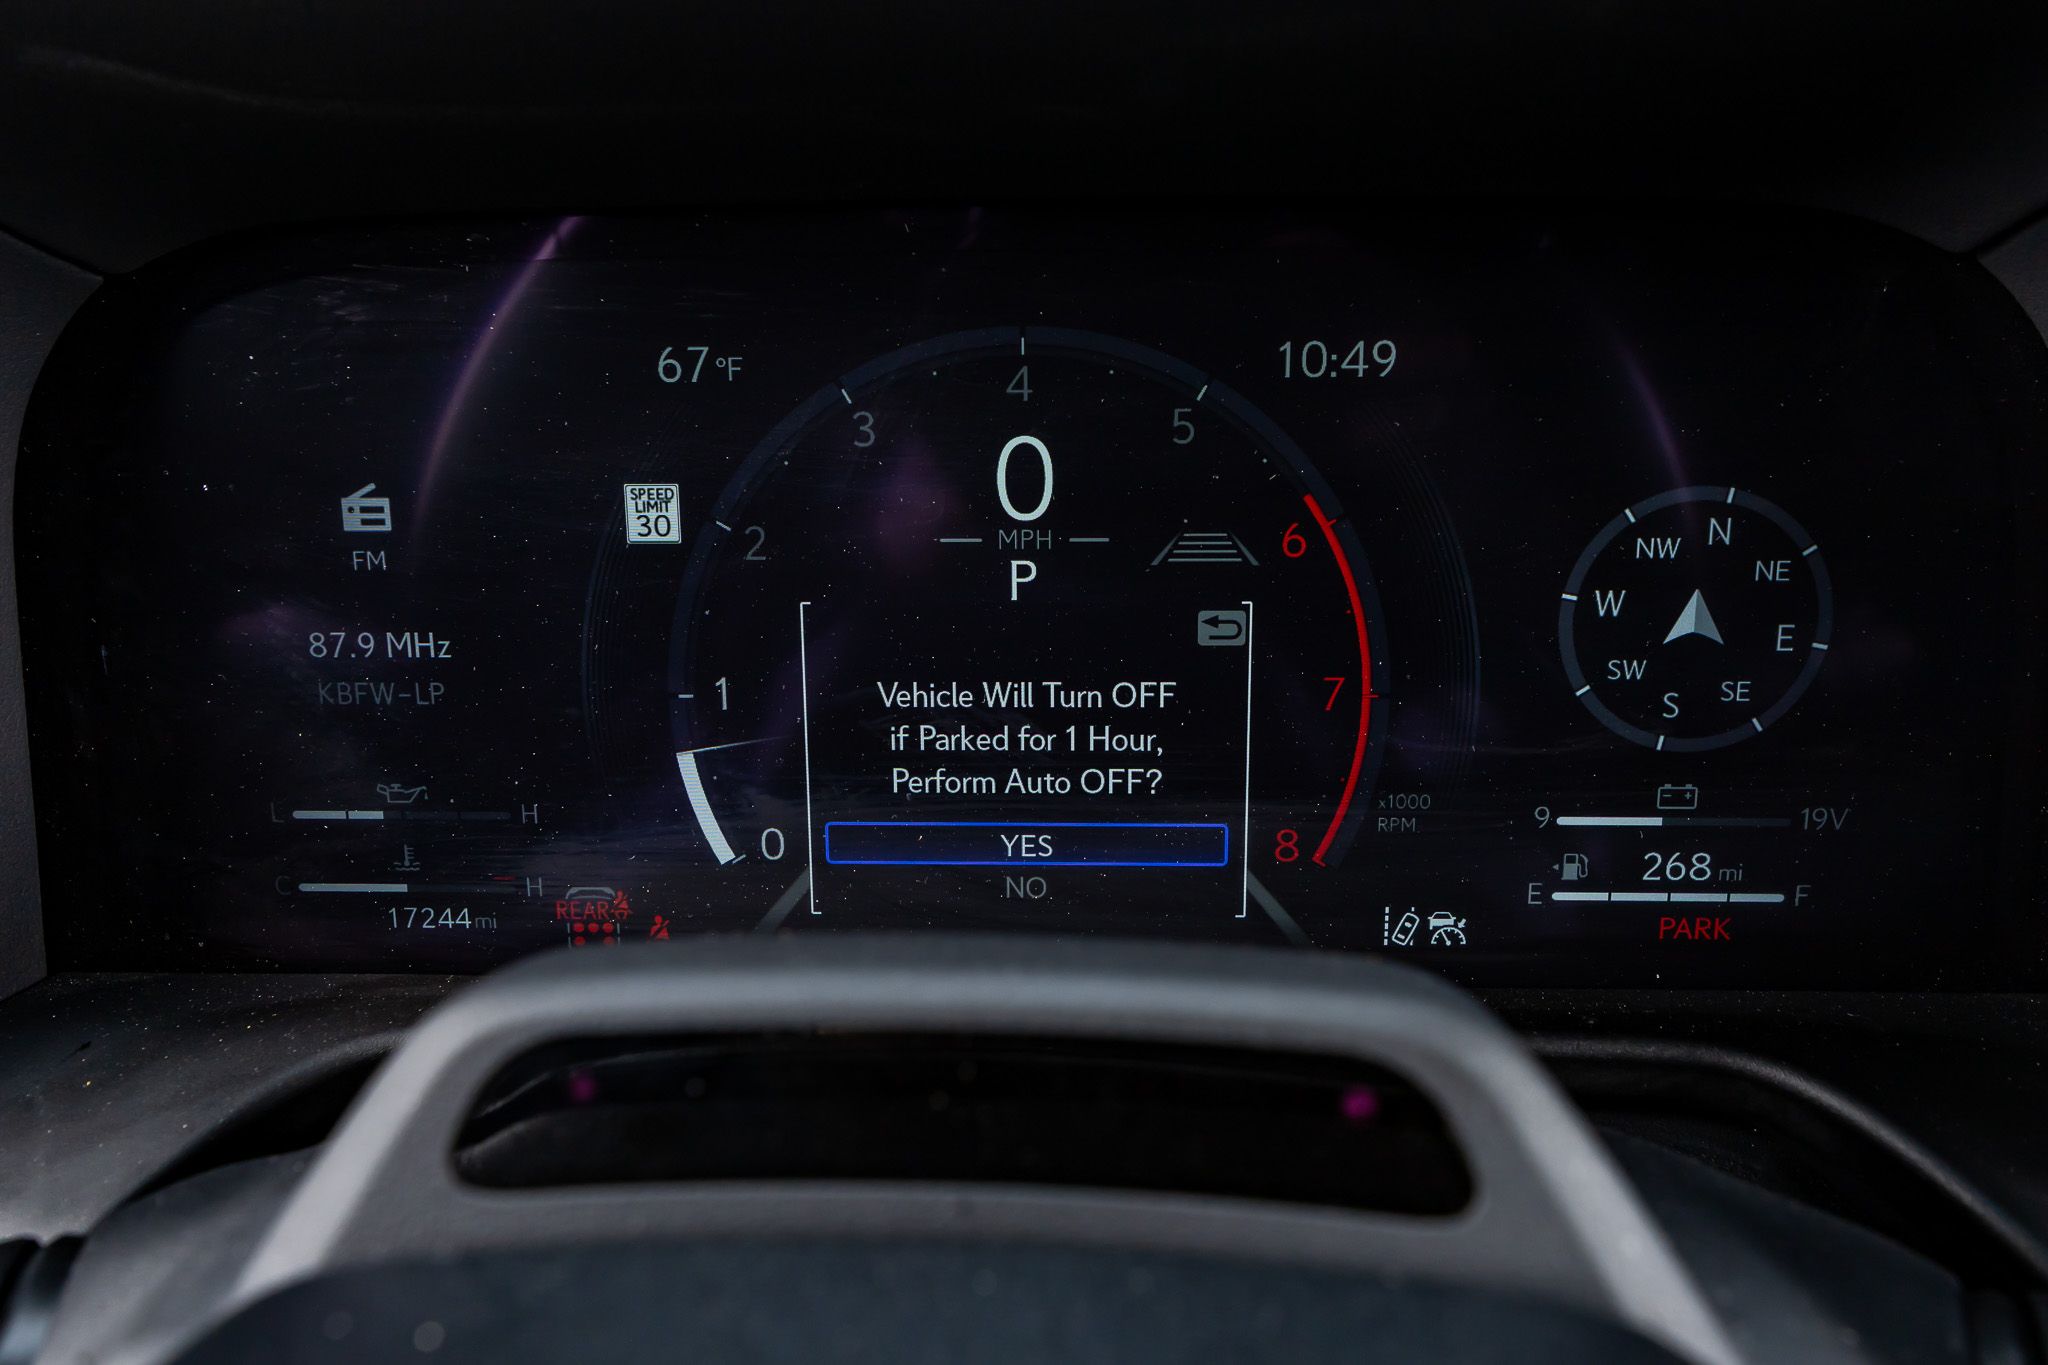 67°F
10:49
4
3
5
0
SPEED
LIMIT
30
2
MPH
6
FM
P
N
NW
NE
W
E
SW
SE
S
87.9 MHz
KBFW-LP
1
7
Vehicle Will Turn OFF
if Parked for 1 Hour,
Perform Auto OFF?
YES
NO
0
8
x1000
RPM
L H
C H
17244 mi
REAR
9 - + 19V
268 mi
E F
PARK